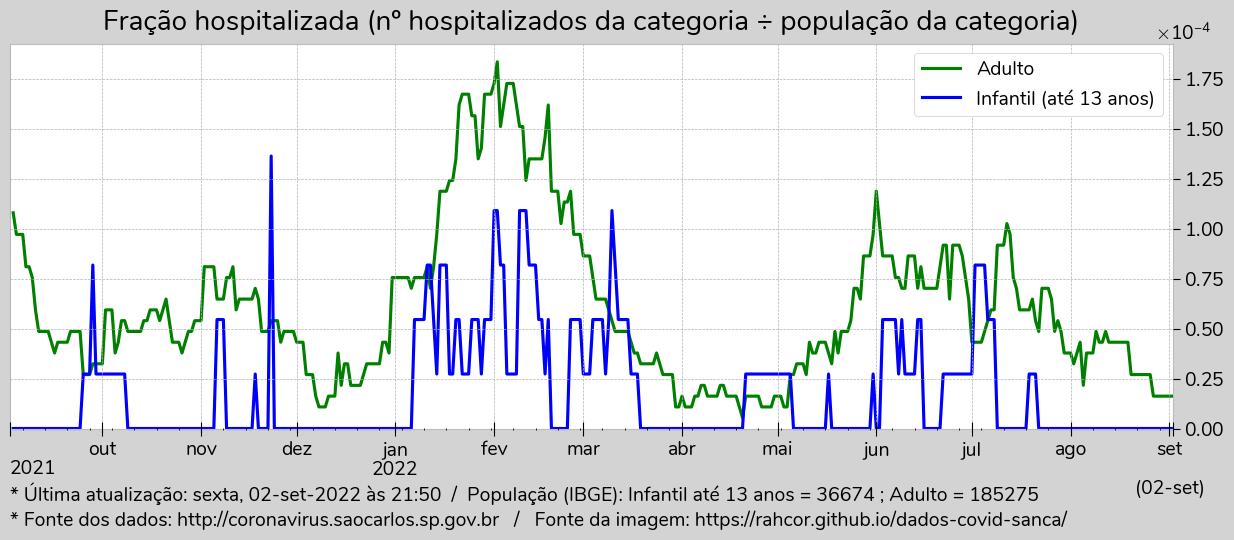 Fração hospitalizada (nº hospitalizados da categoria ÷ população da categoria)
×10⁻⁴
Adulto
Infantil (até 13 anos)
1.75
1.50
1.25
1.00
0.75
0.50
0.25
0.00
out nov dez jan fev mar abr mai jun jul ago set
2021 2022
(02-set)
* Última atualização: sexta, 02-set-2022 às 21:50 / População (IBGE): Infantil até 13 anos = 36674 ; Adulto = 185275
* Fonte dos dados: http://coronavirus.saocarlos.sp.gov.br / Fonte da imagem: https://rahcor.github.io/dados-covid-sanca/